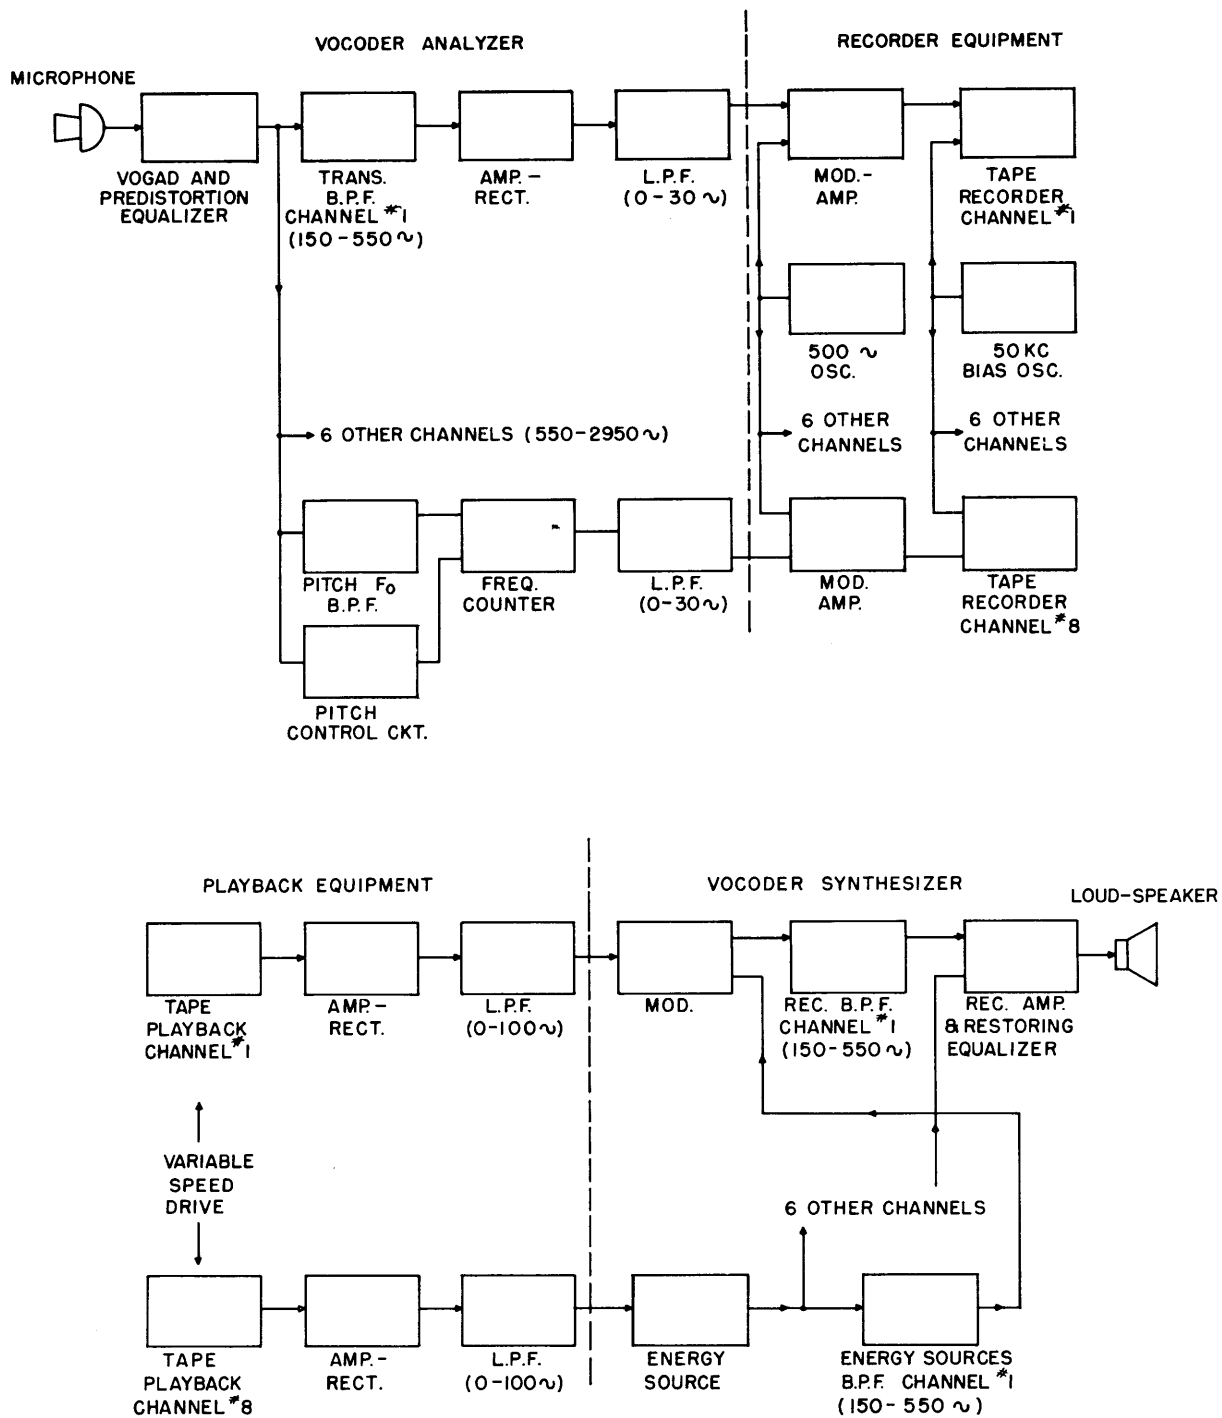 VOCODER ANALYZER
RECORDER EQUIPMENT
MICROPHONE
VOGAD AND
PREDISTORTION
EQUALIZER
TRANS.
B.P.F.
CHANNEL #1
(150-550~)
AMP.-
RECT.
L.P.F.
(0-30~)
MOD.-
AMP.
TAPE
RECORDER
CHANNEL #1
500 ~
OSC.
50 KC
BIAS OSC.
6 OTHER CHANNELS (550-2950~)
6 OTHER
CHANNELS
6 OTHER
CHANNELS
PITCH F₀
B.P.F.
FREQ.
COUNTER
L.P.F.
(0-30~)
MOD.
AMP.
TAPE
RECORDER
CHANNEL #8
PITCH
CONTROL CKT.
PLAYBACK EQUIPMENT
VOCODER SYNTHESIZER
LOUD-SPEAKER
TAPE
PLAYBACK
CHANNEL #1
AMP.-
RECT.
L.P.F.
(0-100~)
MOD.
REC. B.P.F.
CHANNEL #1
(150-550~)
REC. AMP.
& RESTORING
EQUALIZER
VARIABLE
SPEED
DRIVE
6 OTHER CHANNELS
TAPE
PLAYBACK
CHANNEL #8
AMP.-
RECT.
L.P.F.
(0-100~)
ENERGY
SOURCE
ENERGY SOURCES
B.P.F. CHANNEL #1
(150-550 ~)